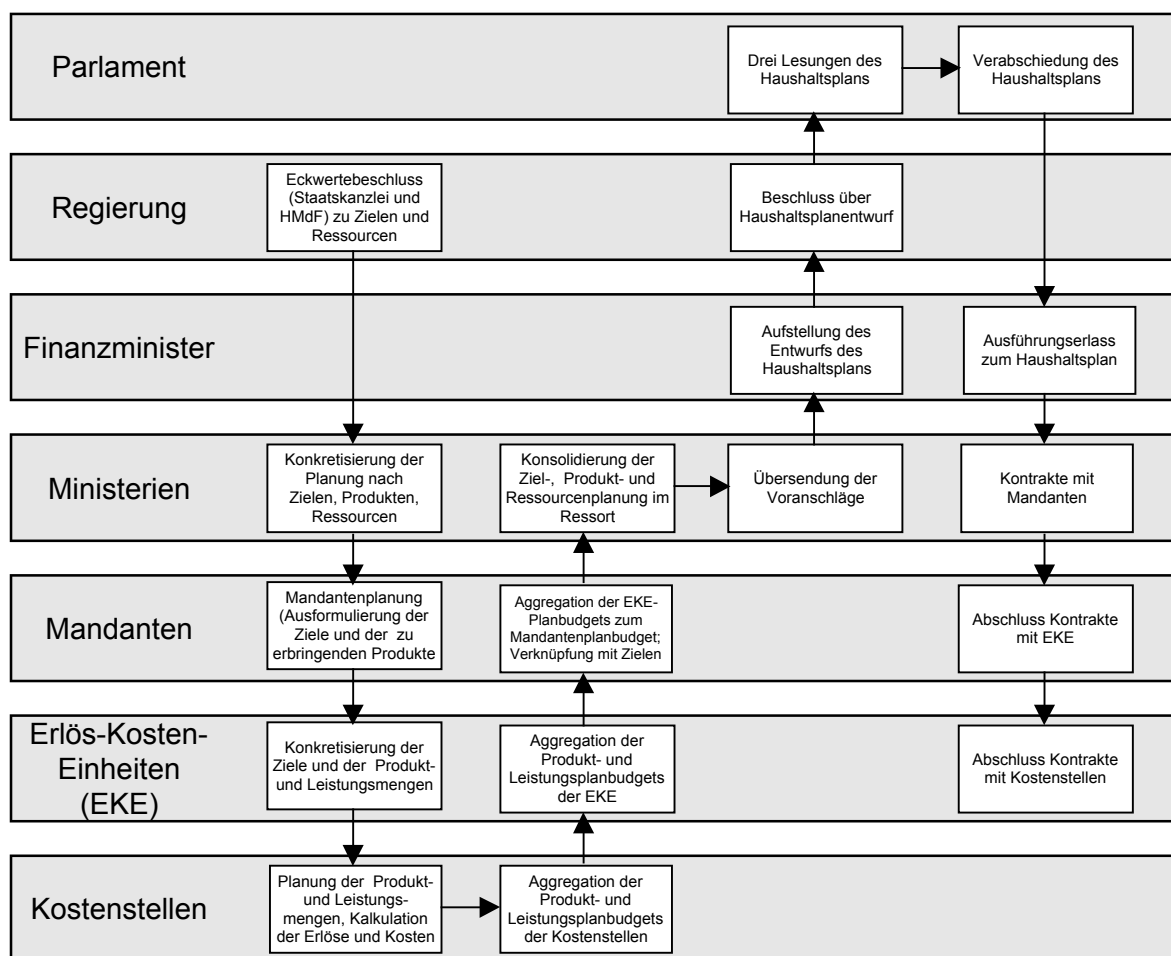 Parlament
Drei Lesungen des
Haushaltsplans
Verabschiedung des
Haushaltsplans
Regierung
Eckwertebeschluss
(Staatskanzlei und
HMdF) zu Zielen und
Ressourcen
Beschluss über
Haushaltsplanentwurf
Finanzminister
Aufstellung des
Entwurfs des
Haushaltsplans
Ausführungserlass
zum Haushaltsplan
Ministerien
Konkretisierung der
Planung nach
Zielen, Produkten,
Ressourcen
Konsolidierung der
Ziel-, Produkt- und
Ressourcenplanung im
Ressort
Übersendung der
Voranschläge
Kontrakte mit
Mandanten
Mandanten
Mandantenplanung
(Ausformulierung der
Ziele und der zu
erbringenden Produkte
Aggregation der EKE-
Planbudgets zum
Mandantenplanbudget;
Verknüpfung mit Zielen
Abschluss Kontrakte
mit EKE
Erlös-Kosten-
Einheiten
(EKE)
Konkretisierung der
Ziele und der Produkt-
und Leistungsmengen
Aggregation der
Produkt- und
Leistungsplanbudgets
der EKE
Abschluss Kontrakte
mit Kostenstellen
Kostenstellen
Planung der Produkt-
und Leistungs-
mengen, Kalkulation
der Erlöse und Kosten
Aggregation der
Produkt- und
Leistungsplanbudgets
der Kostenstellen